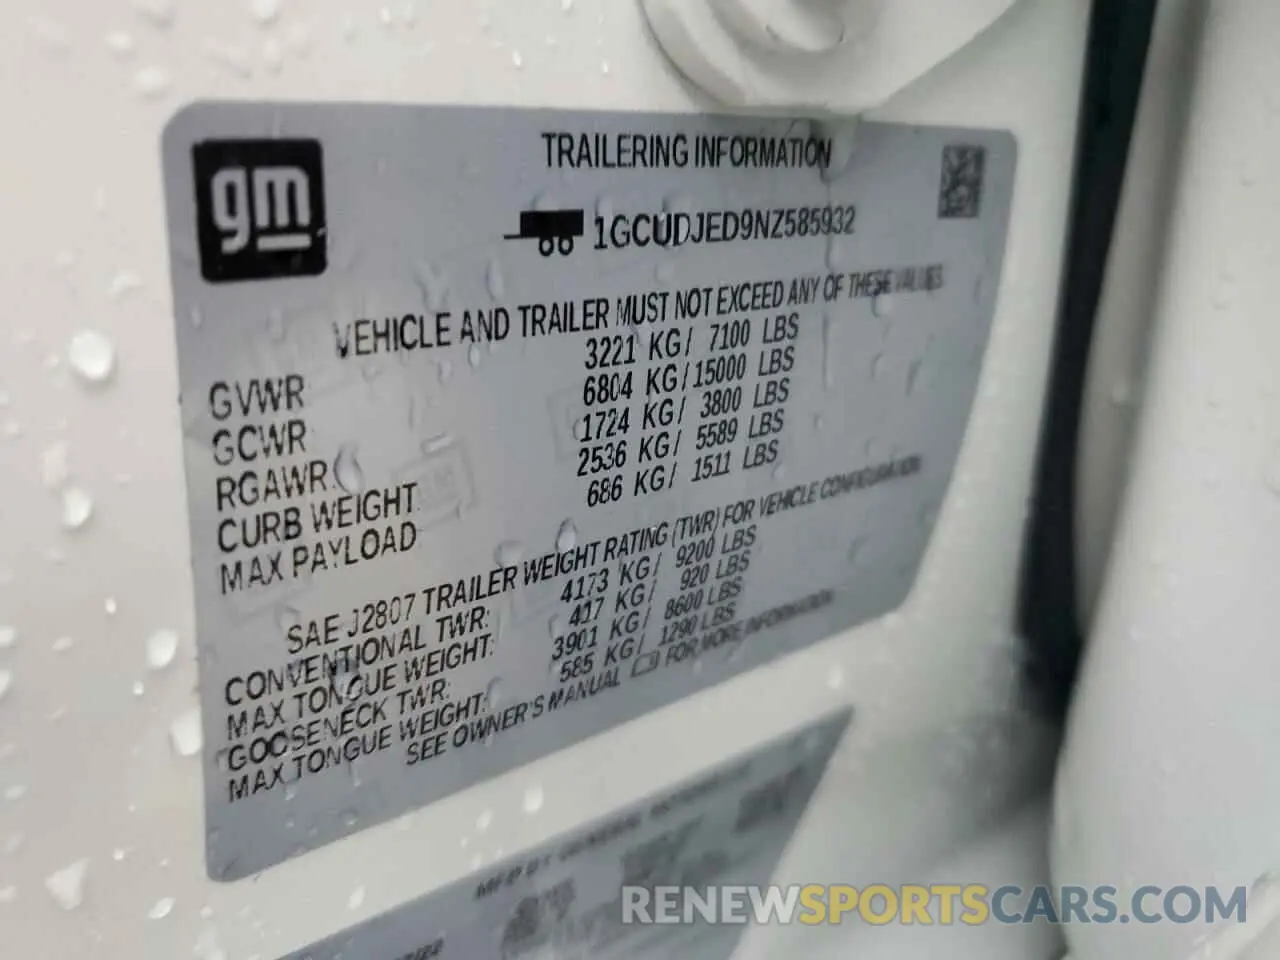 gm
TRAILERING INFORMATION
1GCUDJED9NZ585932
VEHICLE AND TRAILER MUST NOT EXCEED ANY OF THESE VALUES
GVWR 3221 KG/ 7100 LBS
GCWR 6804 KG/15000 LBS
RGAWR 1724 KG/ 3800 LBS
CURB WEIGHT 2536 KG/ 5589 LBS
MAX PAYLOAD 686 KG/ 1511 LBS
SAE J2807 TRAILER WEIGHT RATING (TWR) FOR VEHICLE CONFIGURATION
CONVENTIONAL TWR: 4173 KG/ 9200 LBS
MAX TONGUE WEIGHT: 417 KG/ 920 LBS
GOOSENECK TWR: 3901 KG/ 8600 LBS
MAX TONGUE WEIGHT: 585 KG/ 1290 LBS
SEE OWNER'S MANUAL FOR MORE INFORMATION
MFD BY GENERAL
RENEWSPORTSCARS.COM